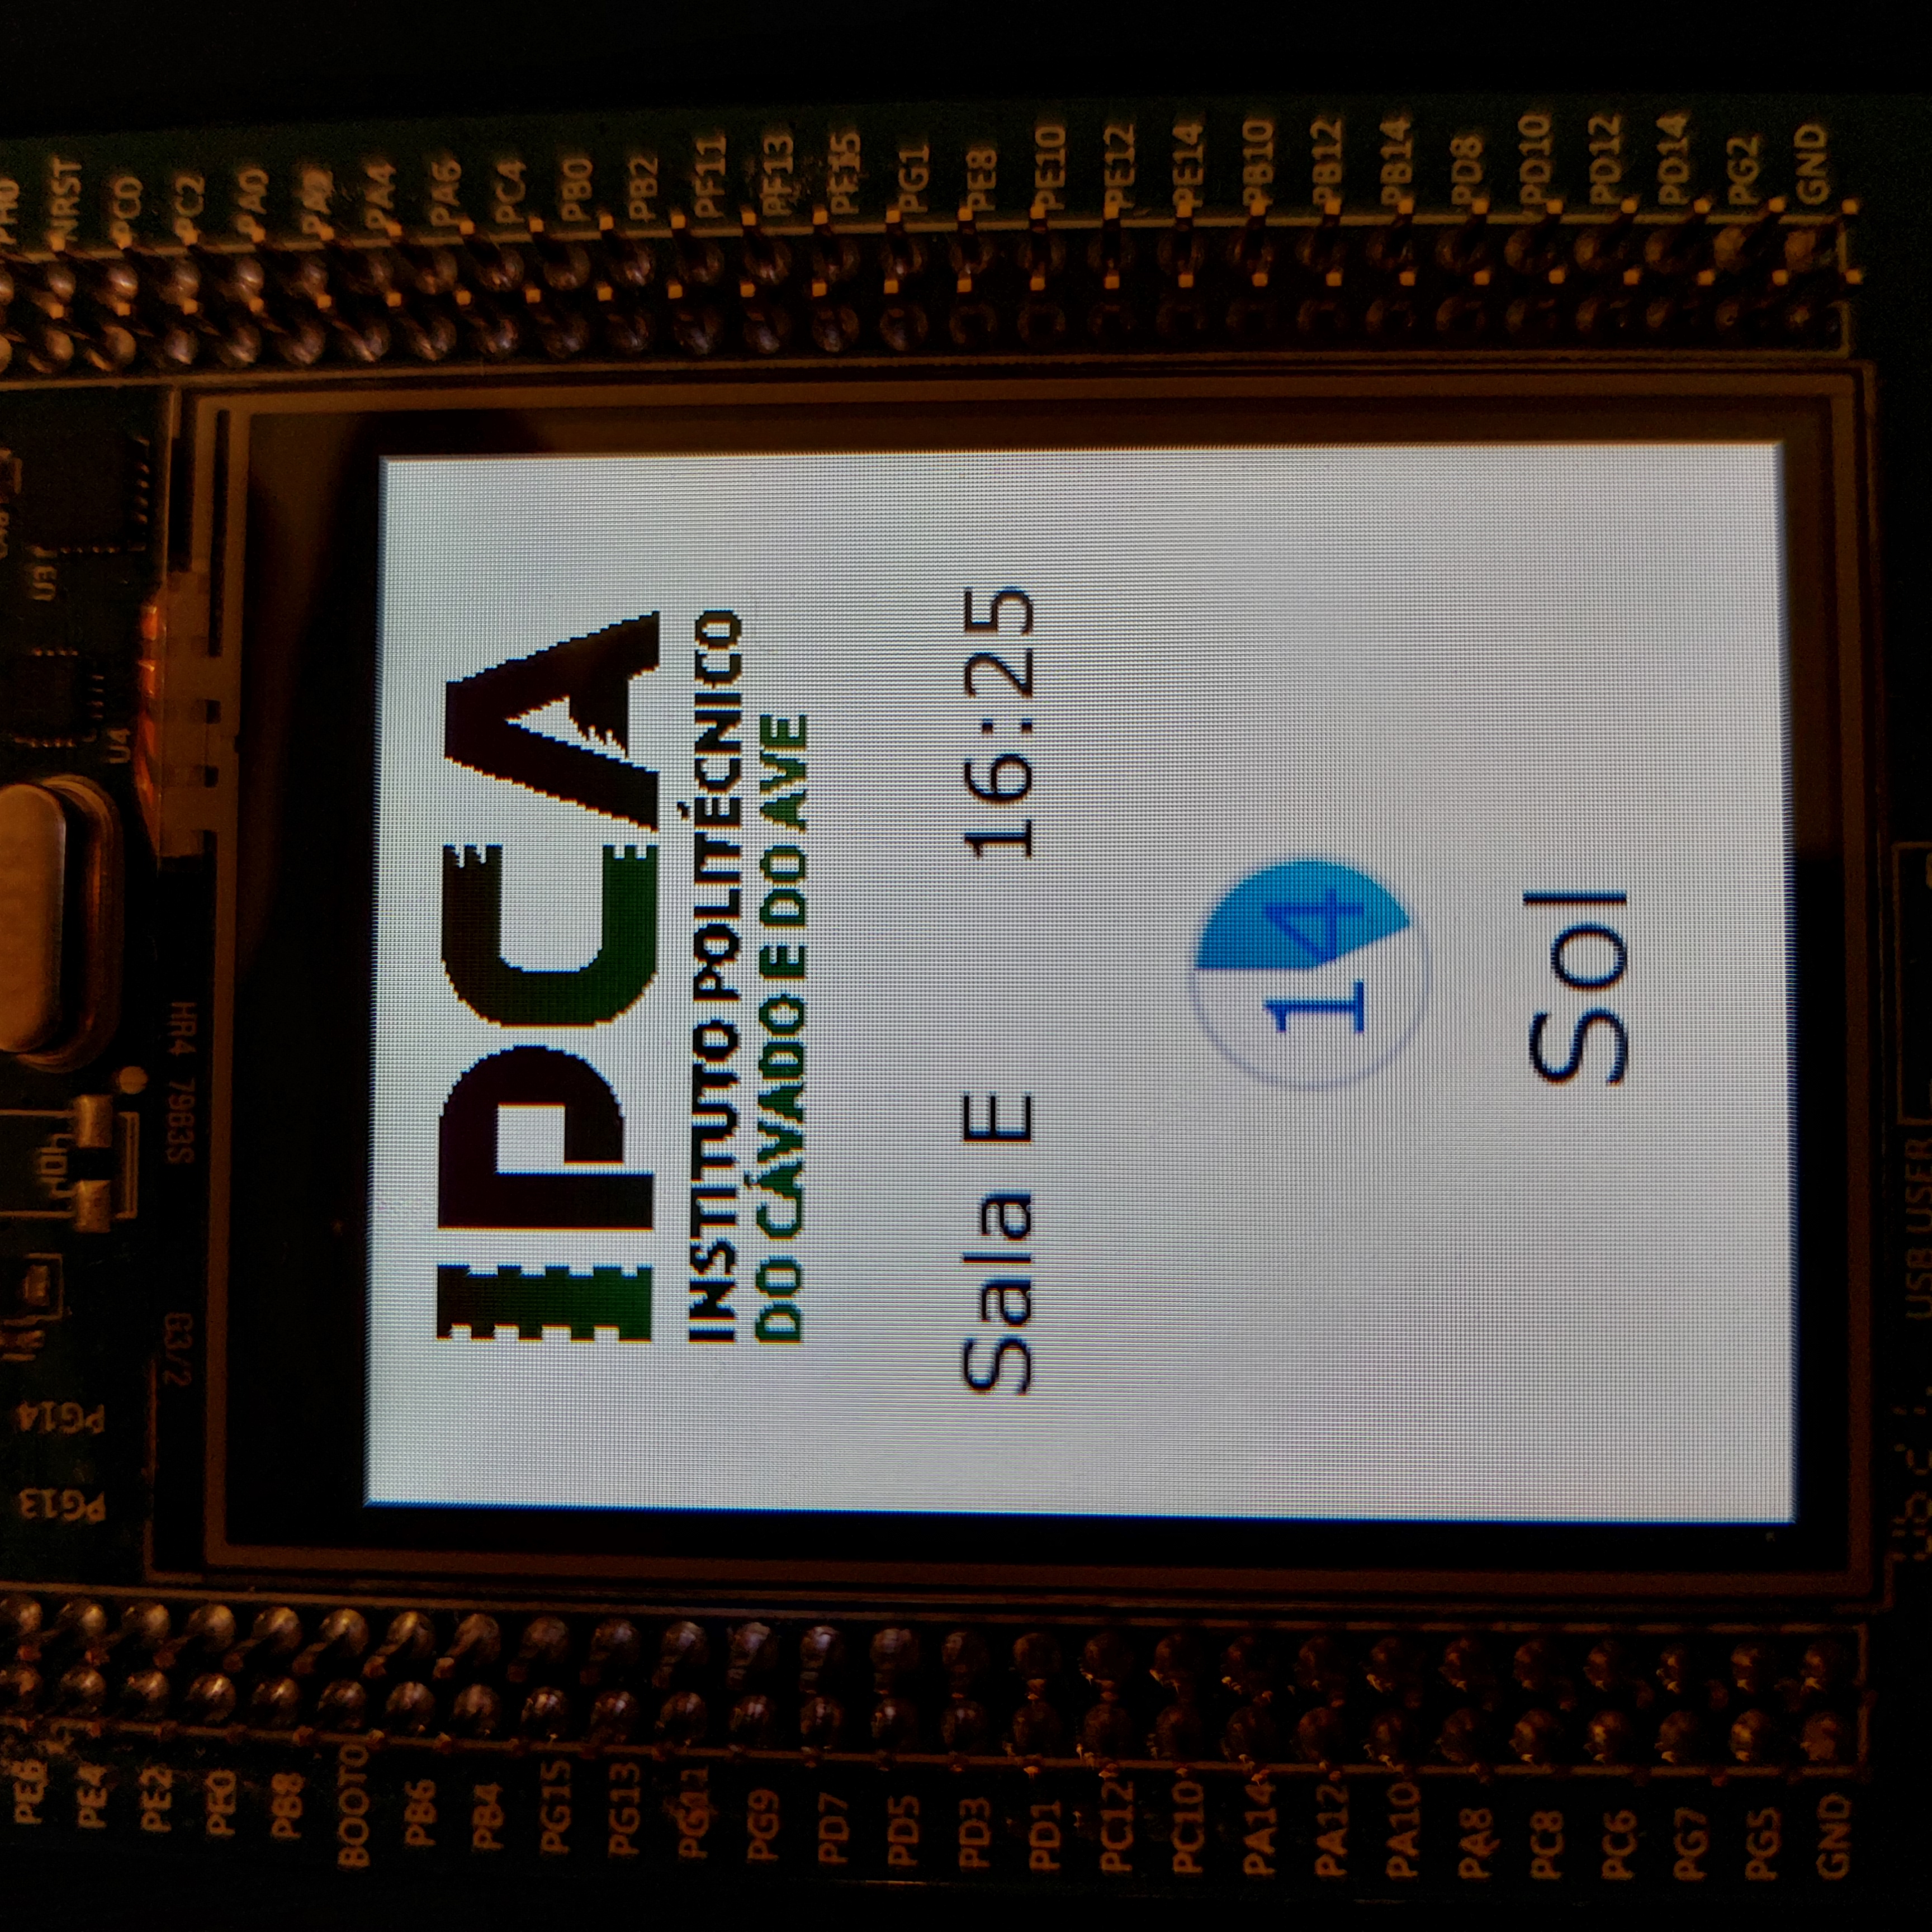 PG13 PG14
U3
U4
G3/2 HR4 7963S
PE6
PE4
PE2
PE0
PB8
BOOT0
PB6
PB4
PG15
PG13
PG11
PG9
PD7
PD5
PD3
PD1
PC12
PC10
PA14
PA12
PA10
PA8
PC8
PC6
PG7
PG5
GND
IPCA
INSTITUTO POLITÉCNICO
DO CÁVADO E DO AVE
Sala E 16:25
14
Sol
PH0
NRST
PC0
PC2
PA0
PA2
PA4
PA6
PC4
PB0
PB2
PF11
PF13
PF15
PG1
PE8
PE10
PE12
PE14
PB10
PB12
PB14
PD8
PD10
PD12
PD14
PG2
GND
USB USER